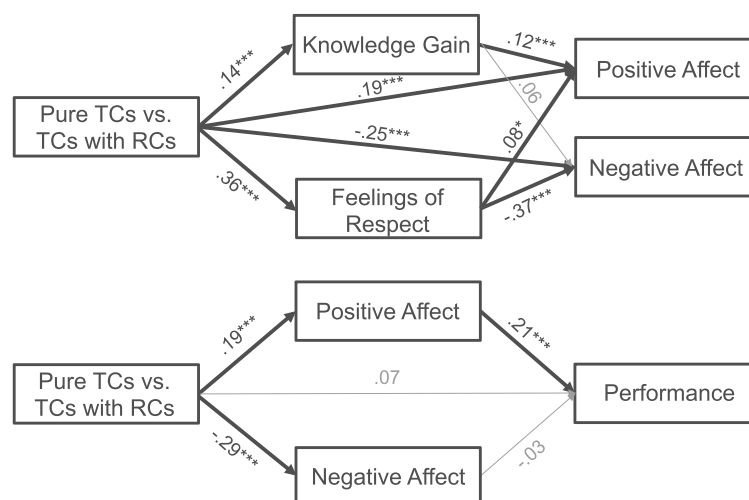 Knowledge Gain
.12***
Positive Affect
.14***
.19***
.06
Pure TCs vs.
TCs with RCs
-.25***
.08*
Negative Affect
.36***
Feelings of
Respect
-.37***
Positive Affect
.19***
.21***
Pure TCs vs.
TCs with RCs
.07
Performance
-.29***
-.03
Negative Affect